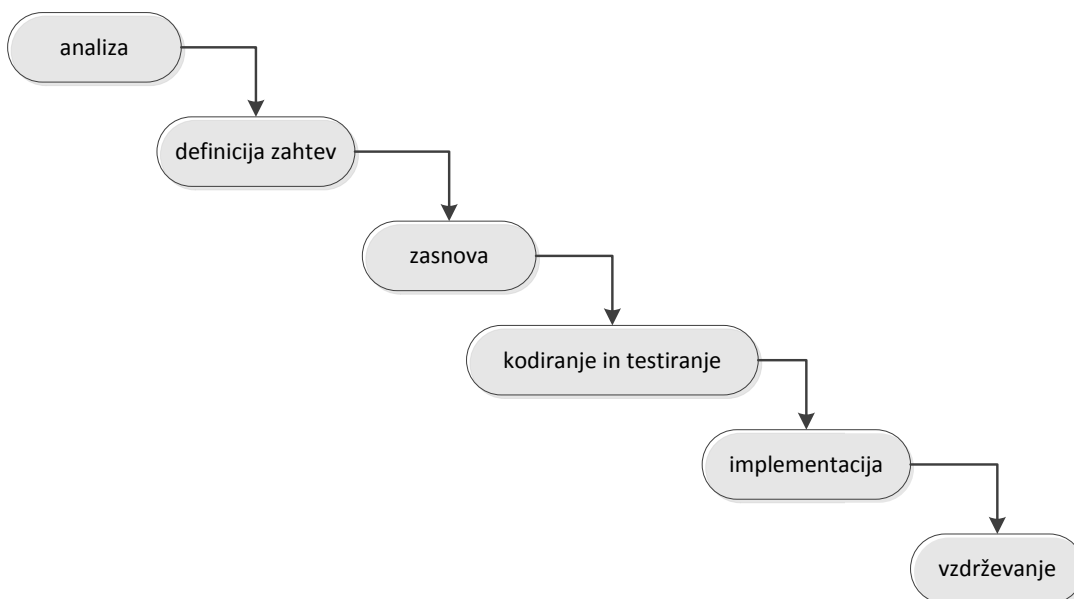 analiza
definicija zahtev
zasnova
kodiranje in testiranje
implementacija
vzdrževanje